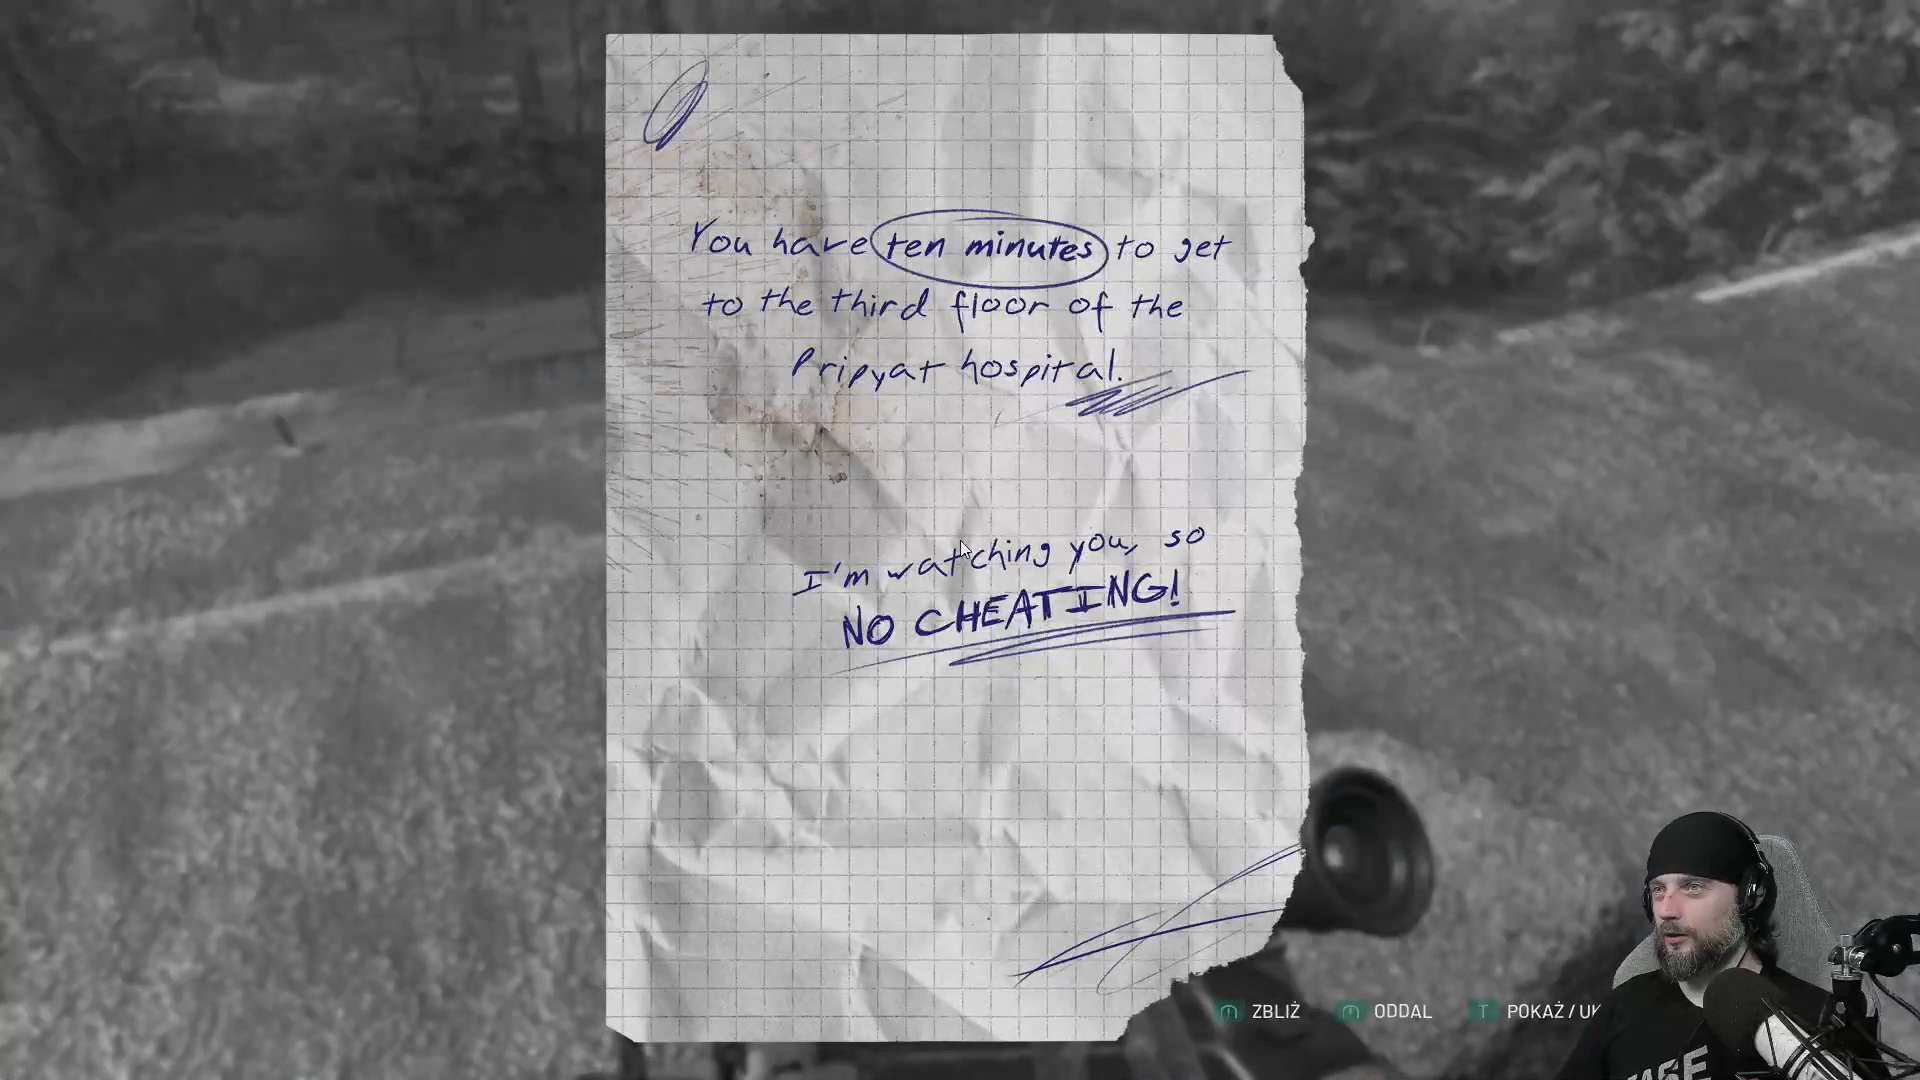 You have ten minutes to get
to the third floor of the
Pripyat hospital.
I'm watching you, so
NO CHEATING!
ZBLIŻ
ODDAL
T POKAŻ / UK